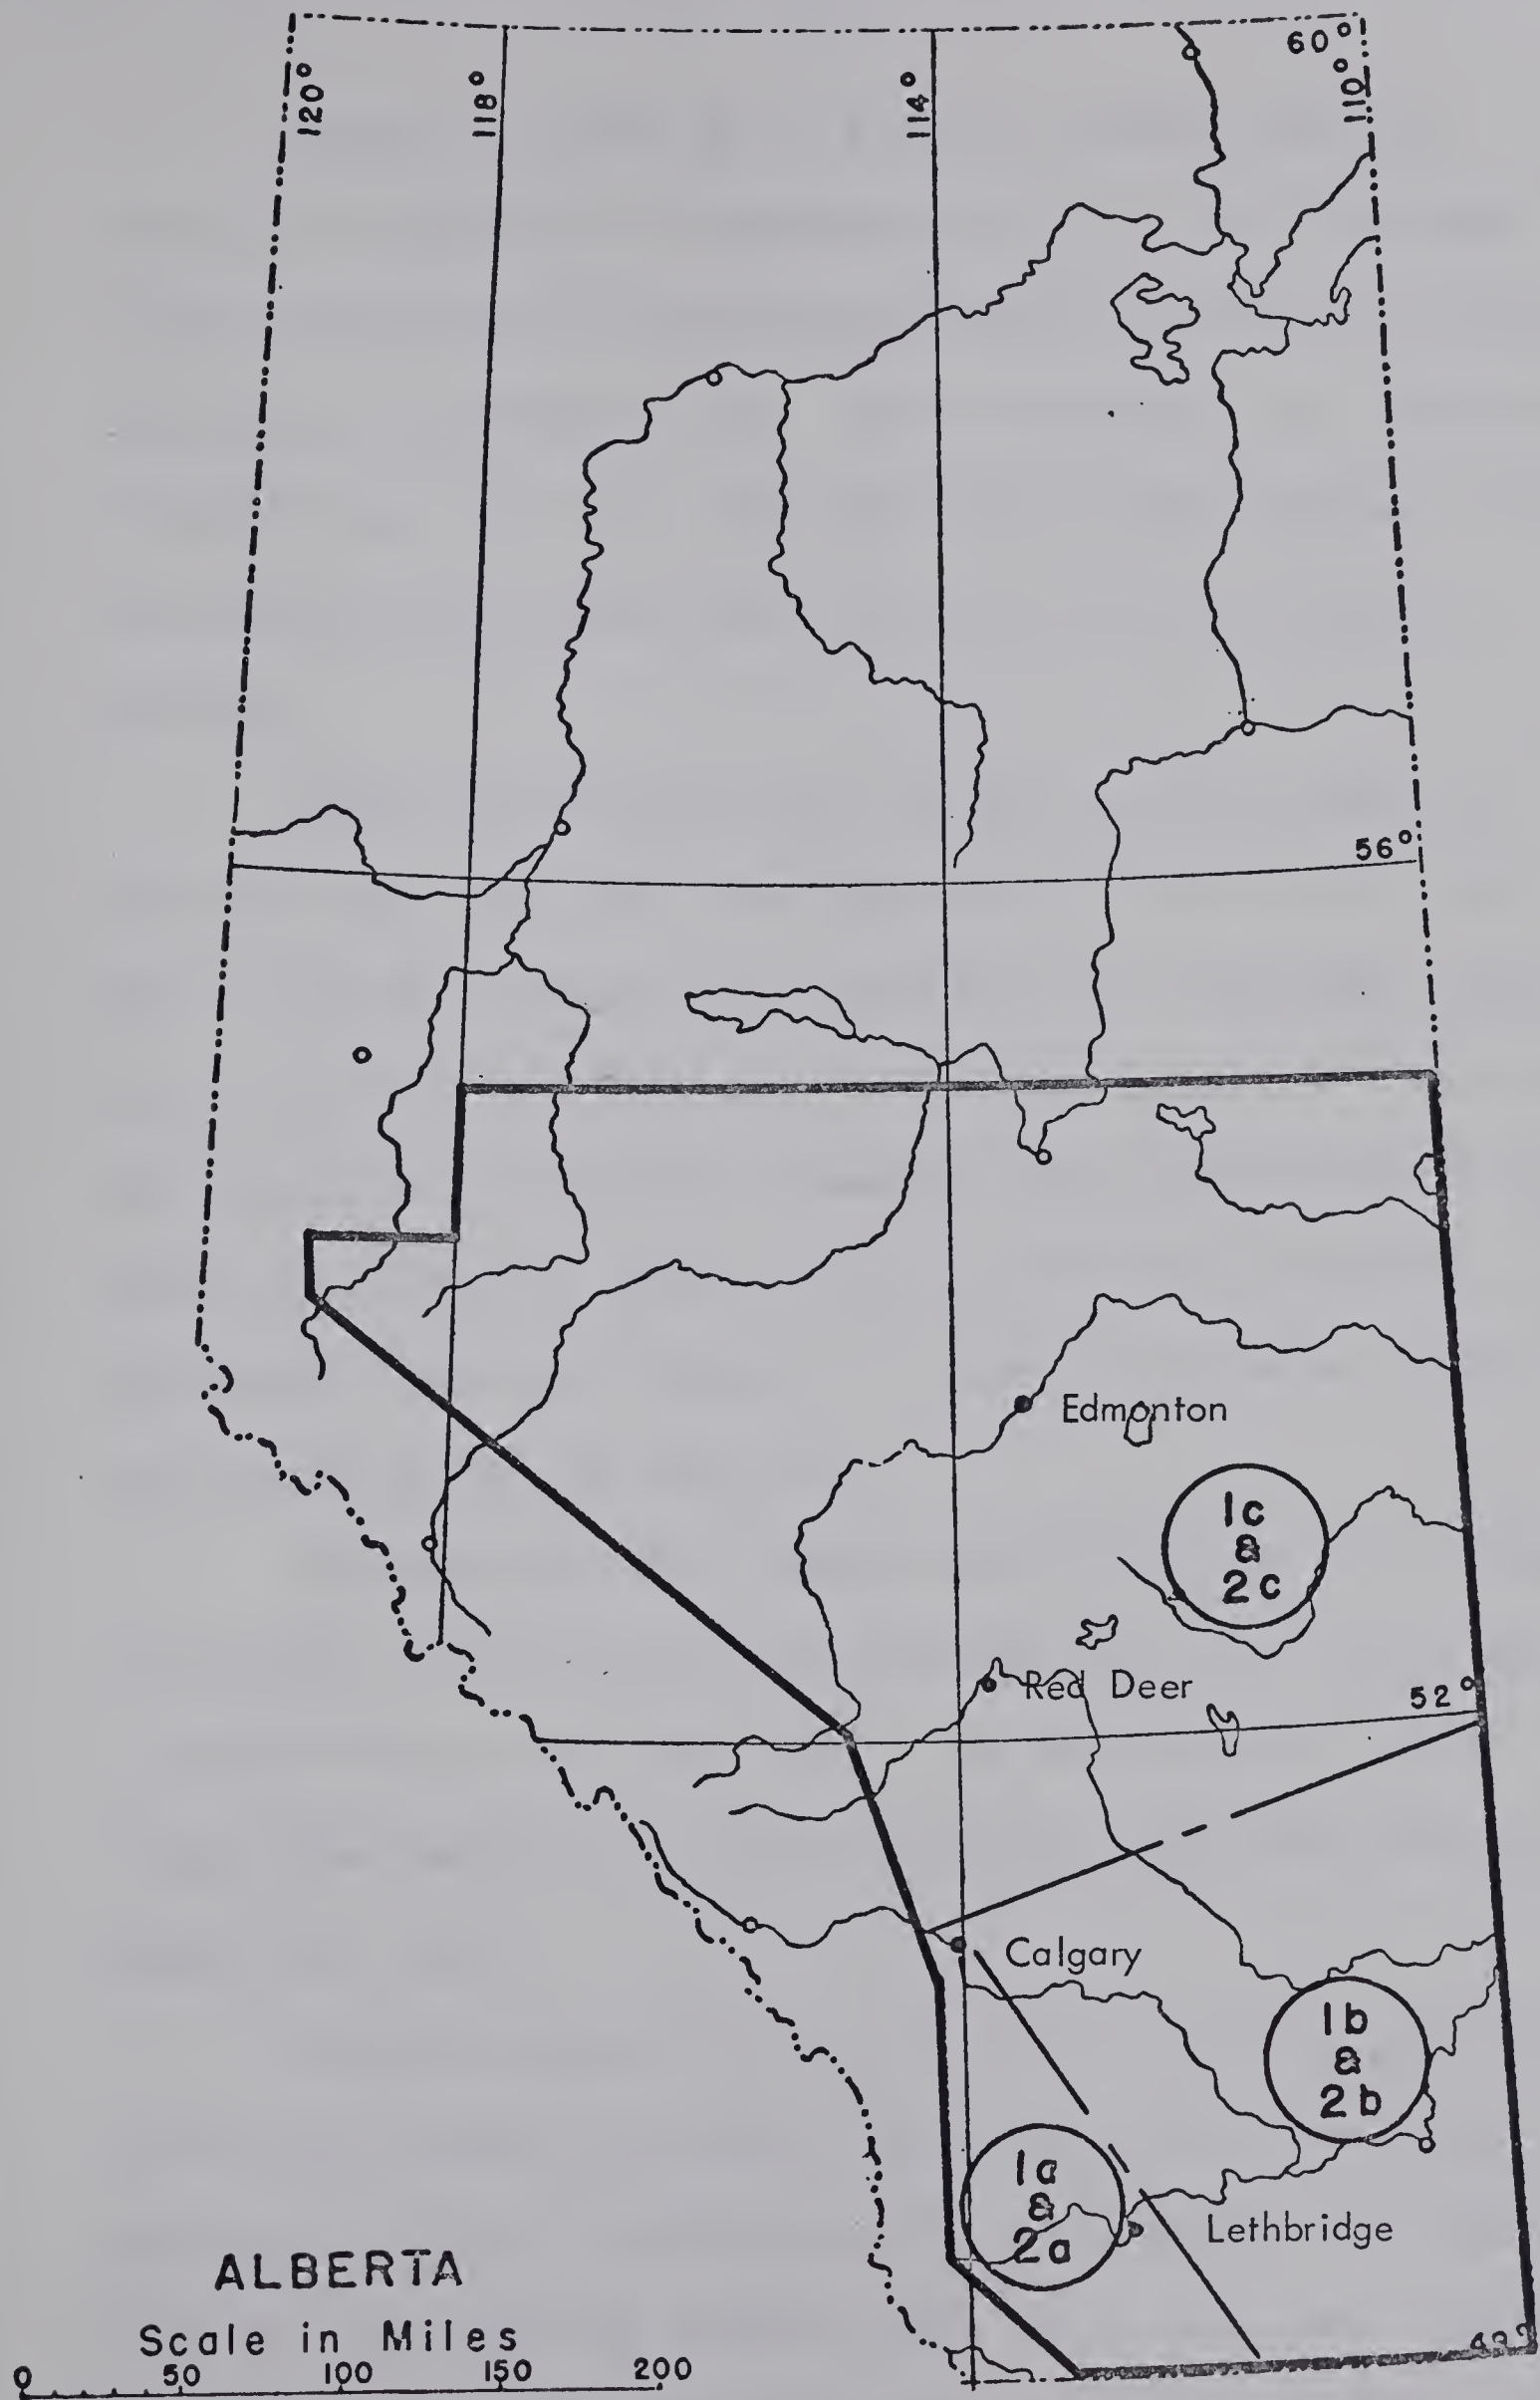 60°
120°
118°
114°
110°
56°
Edmonton
1c
&
2c
Red Deer
52°
Calgary
1b
&
2b
1a
&
2a
Lethbridge
ALBERTA
Scale in Miles
0 50 100 150 200
49°